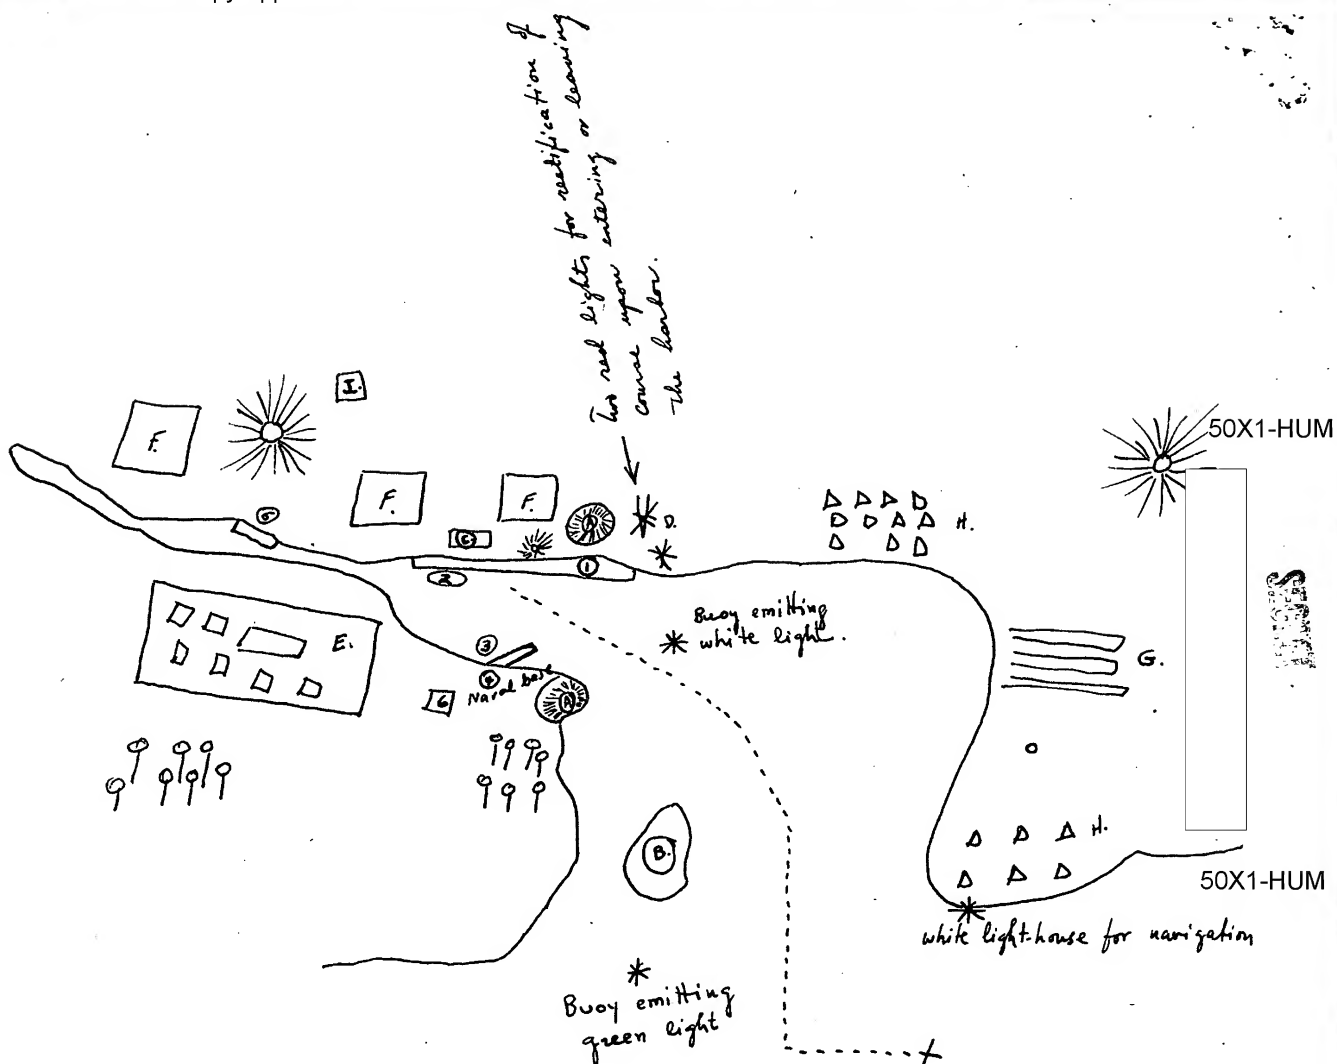 Two red lights for rectification of
course upon entering or leaving
the harbor.
I.
F.
50X1-HUM
F.
F.
A
D.
H.
5
C
1
2
Buoy emitting
white light.
E.
3
G.
4
Naval base
6
A
B.
H.
50X1-HUM
white light-house for navigation
Buoy emitting
green light